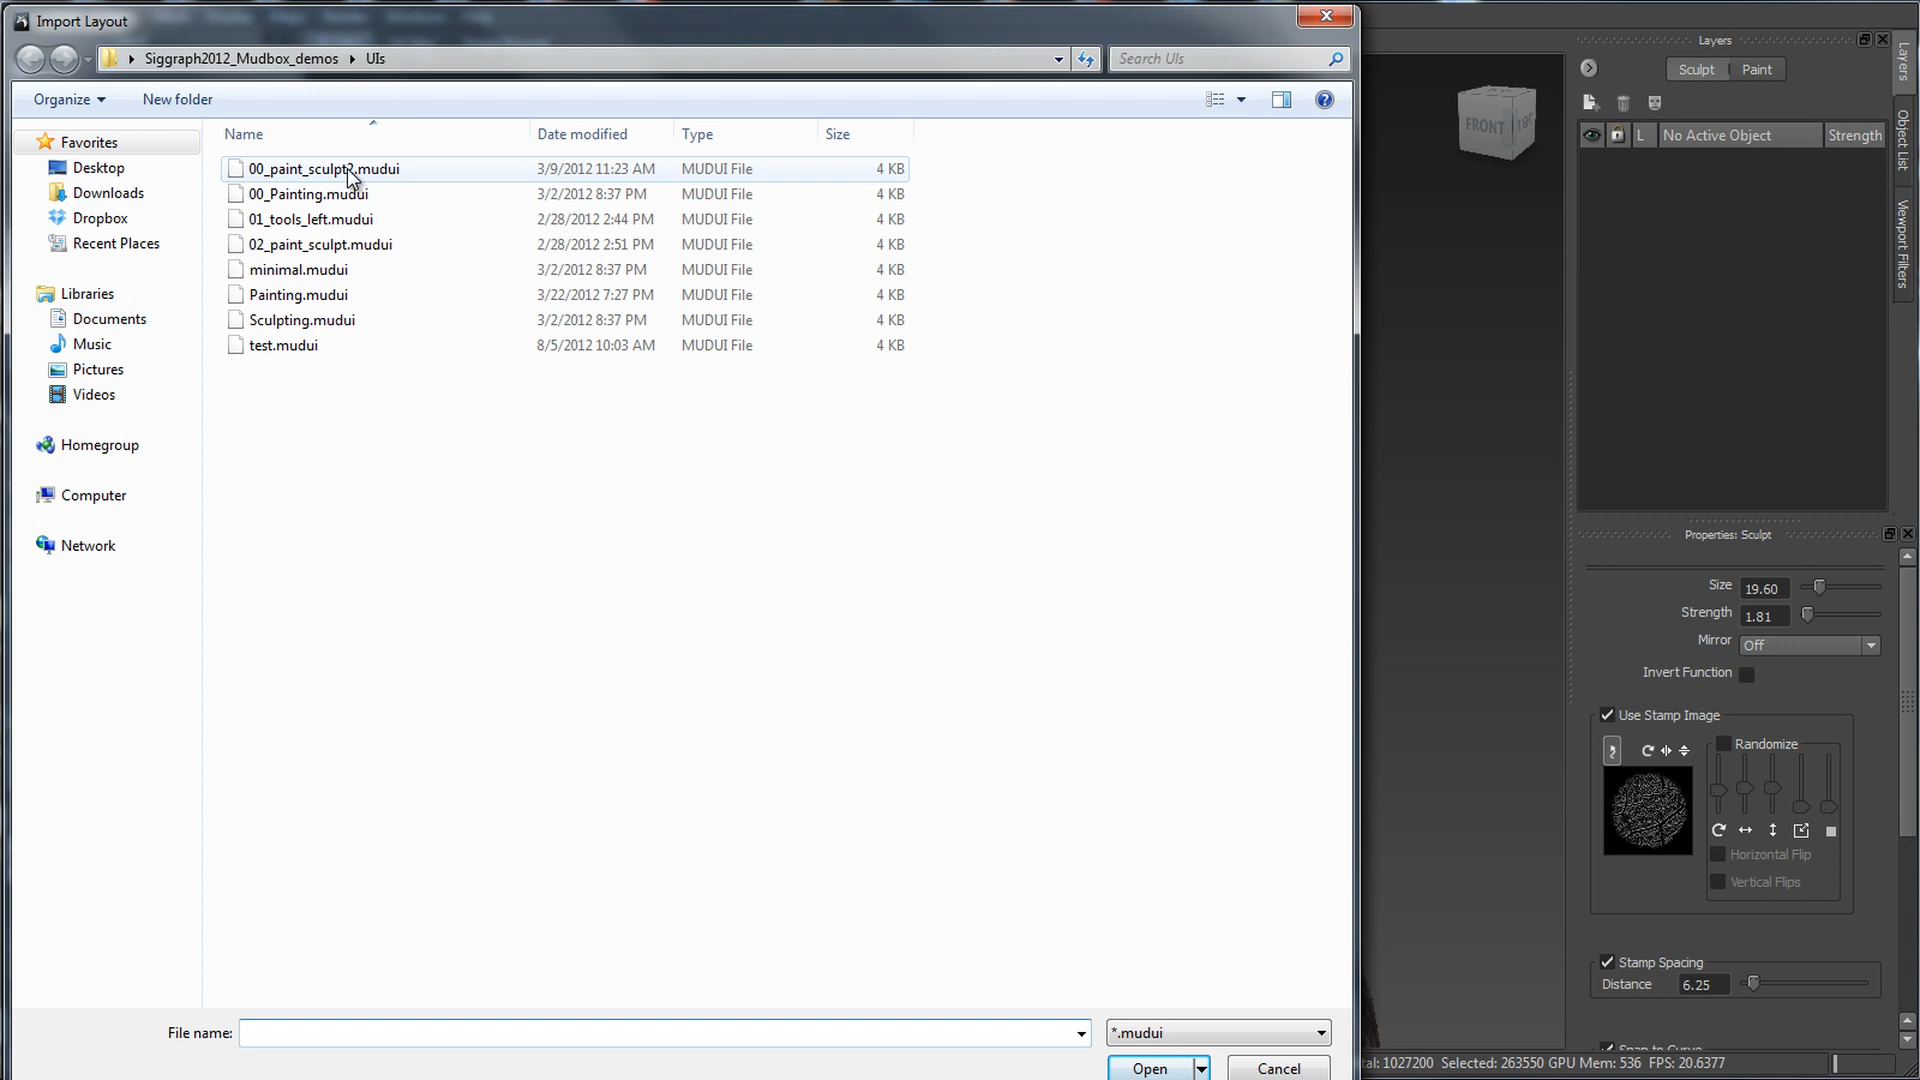 Import Layout
Siggraph2012_Mudbox_demos UIs
Search UIs
Organize New folder
Name Date modified Type Size
00_paint_sculpt2.mudui 3/9/2012 11:23 AM MUDUI File 4 KB
00_Painting.mudui 3/2/2012 8:37 PM MUDUI File 4 KB
01_tools_left.mudui 2/28/2012 2:44 PM MUDUI File 4 KB
02_paint_sculpt.mudui 2/28/2012 2:51 PM MUDUI File 4 KB
minimal.mudui 3/2/2012 8:37 PM MUDUI File 4 KB
Painting.mudui 3/22/2012 7:27 PM MUDUI File 4 KB
Sculpting.mudui 3/2/2012 8:37 PM MUDUI File 4 KB
test.mudui 8/5/2012 10:03 AM MUDUI File 4 KB
Favorites
Desktop
Downloads
Dropbox
Recent Places
Libraries
Documents
Music
Pictures
Videos
Homegroup
Computer
Network
File name:
*.mudui
Open Cancel
FRONT LEFT
Layers
Sculpt Paint
L No Active Object Strength
Layers
Object List
Viewport Filters
Properties: Sculpt
Size 19.60
Strength 1.81
Mirror Off
Invert Function
Use Stamp Image
Randomize
Horizontal Flip
Vertical Flips
Stamp Spacing
Distance 6.25
Snap to Curve
tal: 1027200 Selected: 263550 GPU Mem: 536 FPS: 20.6377